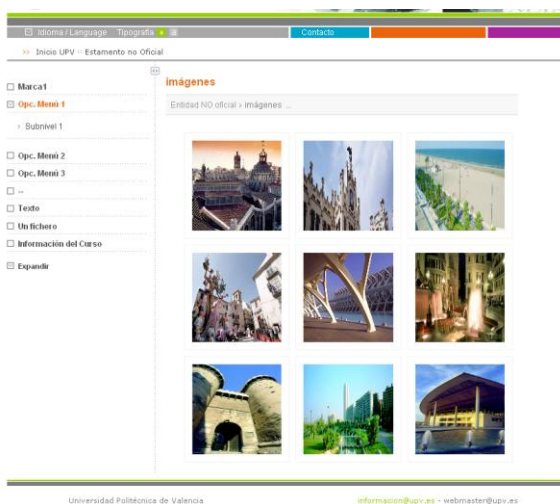 Idioma / Language Tipografía a a Contacto
>> Inicio UPV :: Estamento no Oficial
Marca1
Opc. Menú 1
› Subnivel 1
Opc. Menú 2
Opc. Menú 3
--
Texto
Un fichero
Información del Curso
Expandir
imágenes
Entidad NO oficial › imágenes ...
Universidad Politécnica de Valencia
informacion@upv.es - webmaster@upv.es